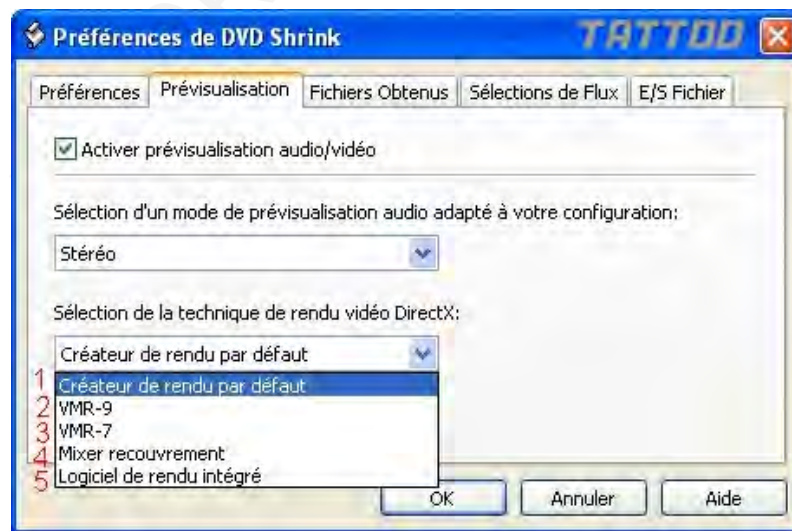 Préférences de DVD Shrink TATTOO
Préférences Prévisualisation Fichiers Obtenus Sélections de Flux E/S Fichier
Activer prévisualisation audio/vidéo
Sélection d'un mode de prévisualisation audio adapté à votre configuration:
Stéréo
Sélection de la technique de rendu vidéo DirectX:
Créateur de rendu par défaut
1 Créateur de rendu par défaut
2 VMR-9
3 VMR-7
4 Mixer recouvrement
5 Logiciel de rendu intégré
OK Annuler Aide